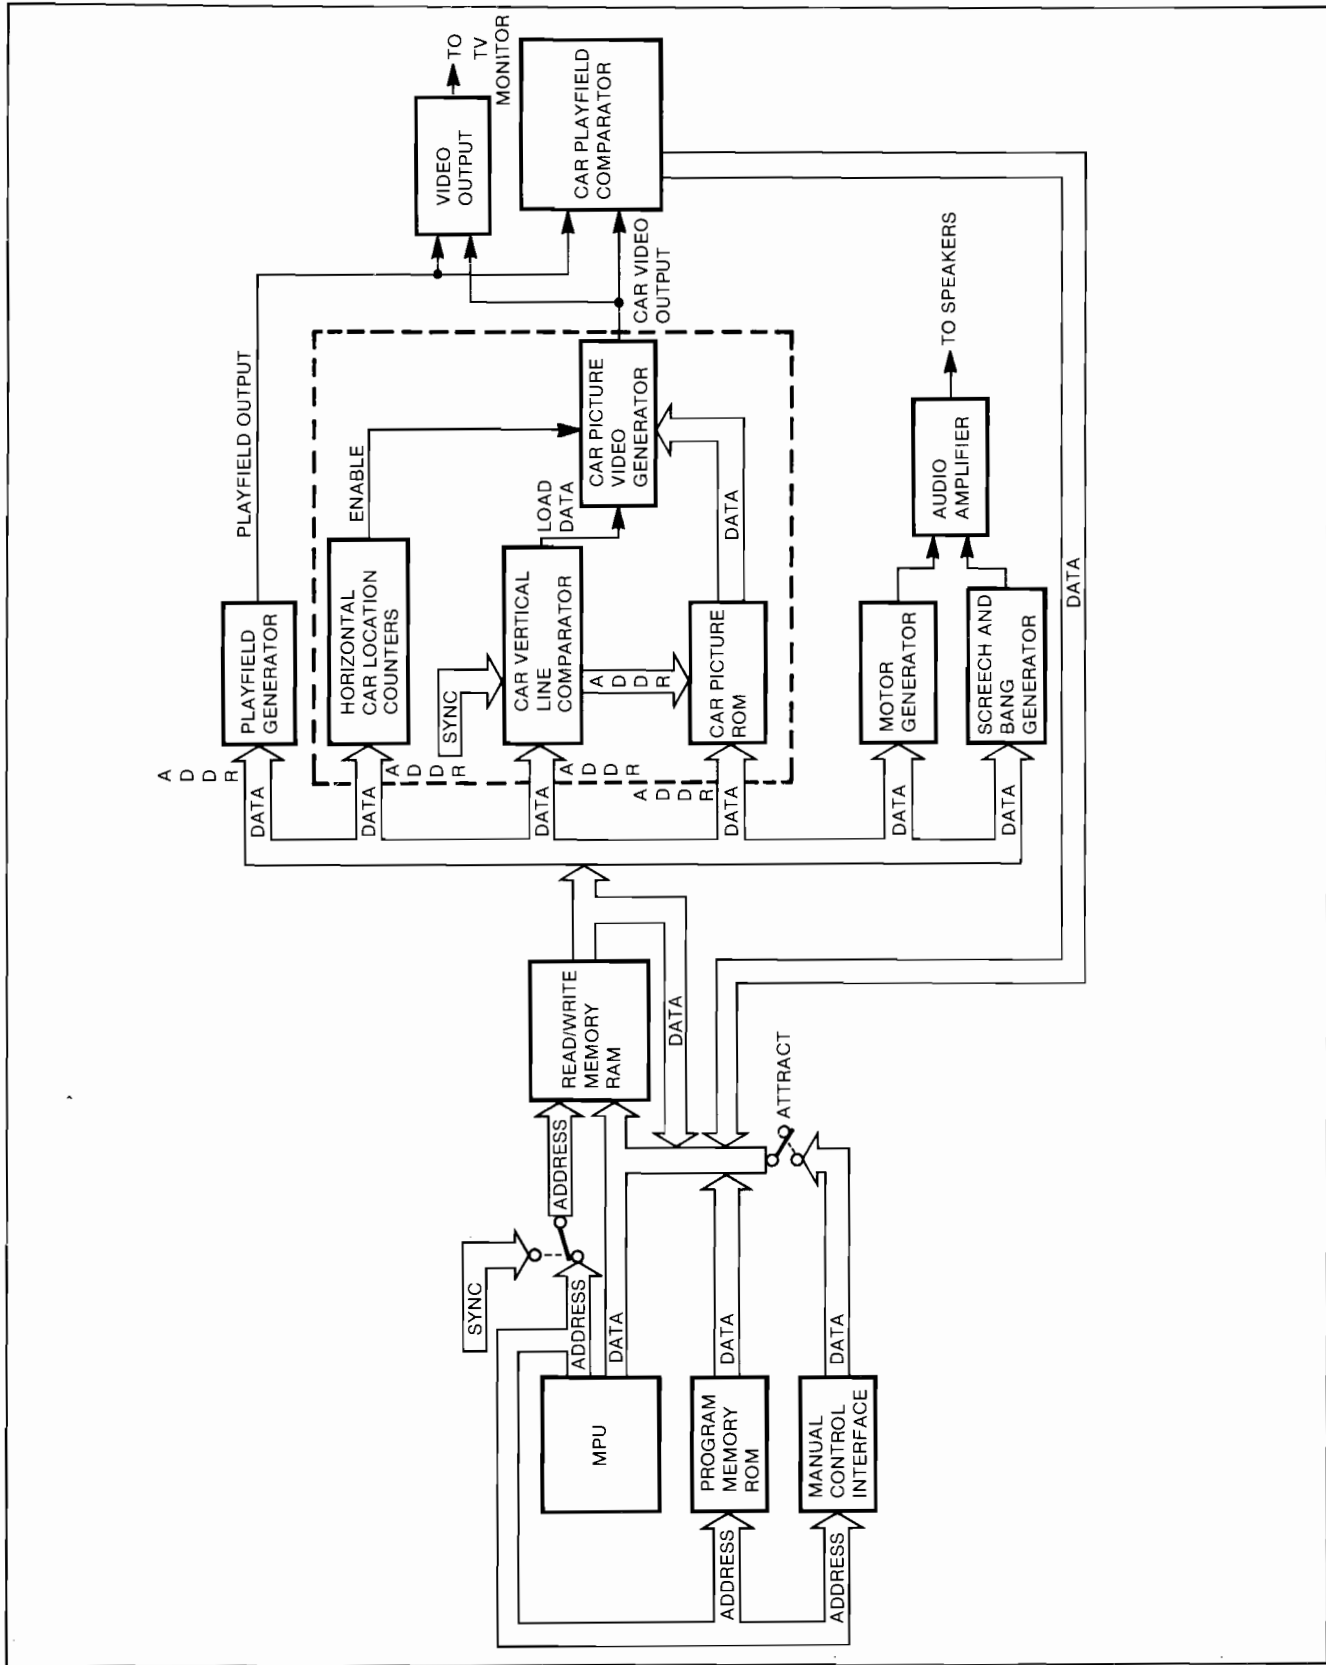 SYNC
ADDRESS
ADDRESS
MPU
DATA
PROGRAM
MEMORY
ROM
ADDRESS
DATA
MANUAL
CONTROL
INTERFACE
ADDRESS
DATA
ATTRACT
READ/WRITE
MEMORY
RAM
DATA
ADDR
DATA
PLAYFIELD
GENERATOR
PLAYFIELD OUTPUT
DATA
ADDR
HORIZONTAL
CAR LOCATION
COUNTERS
ENABLE
SYNC
DATA
ADDR
CAR VERTICAL
LINE
COMPARATOR
LOAD
DATA
ADDR
ADDR
DATA
CAR PICTURE
ROM
DATA
CAR PICTURE
VIDEO
GENERATOR
CAR VIDEO
OUTPUT
VIDEO
OUTPUT
TO
TV
MONITOR
CAR PLAYFIELD
COMPARATOR
DATA
MOTOR
GENERATOR
DATA
SCREECH AND
BANG
GENERATOR
AUDIO
AMPLIFIER
TO SPEAKERS
DATA